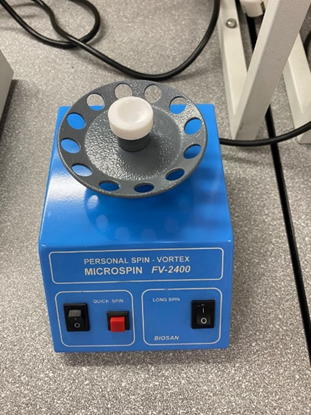 PERSONAL SPIN - VORTEX
MICROSPIN FV-2400
QUICK SPIN
LONG SPIN
BIOSAN